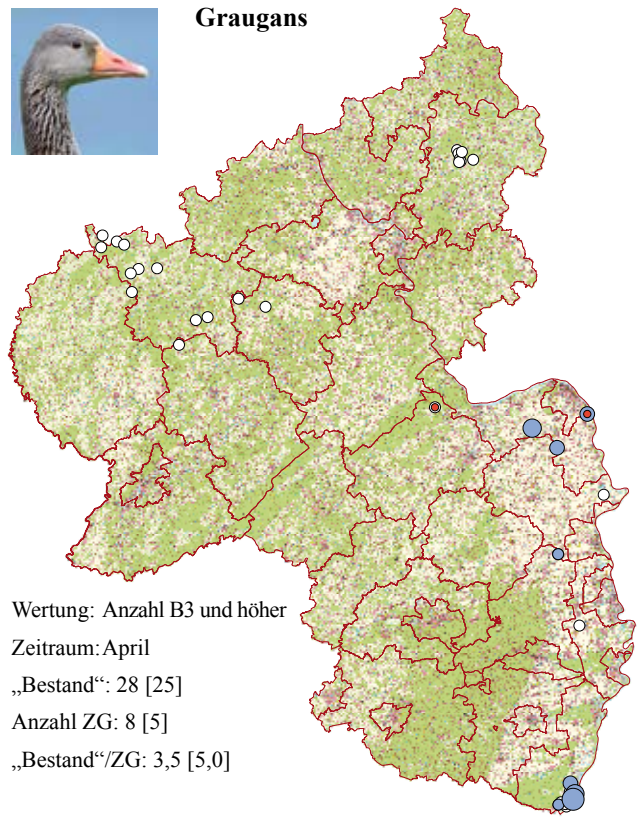 Graugans
Wertung: Anzahl B3 und höher
Zeitraum: April
„Bestand“: 28 [25]
Anzahl ZG: 8 [5]
„Bestand“/ZG: 3,5 [5,0]